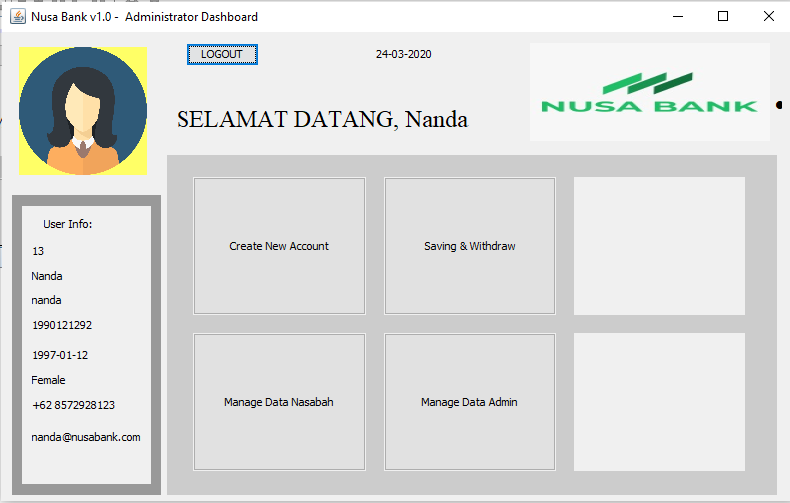 Nusa Bank v1.0 - Administrator Dashboard
LOGOUT
24-03-2020
NUSA BANK
SELAMAT DATANG, Nanda
User Info:
13
Nanda
nanda
1990121292
1997-01-12
Female
+62 8572928123
nanda@nusabank.com
Create New Account
Saving & Withdraw
Manage Data Nasabah
Manage Data Admin